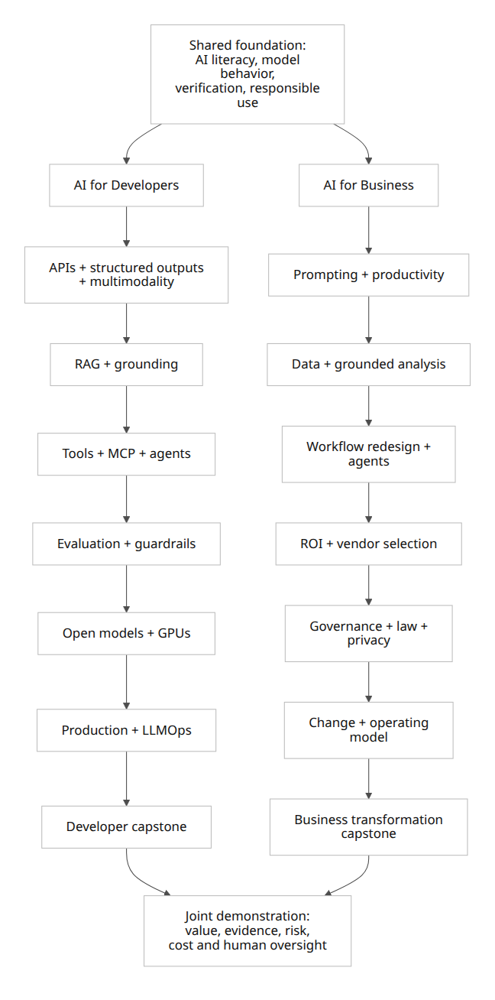 Shared foundation:
AI literacy, model
behavior,
verification, responsible
use
AI for Developers
AI for Business
APIs + structured outputs
+ multimodality
Prompting + productivity
RAG + grounding
Data + grounded analysis
Tools + MCP + agents
Workflow redesign +
agents
Evaluation + guardrails
ROI + vendor selection
Open models + GPUs
Governance + law +
privacy
Production + LLMOps
Change + operating
model
Developer capstone
Business transformation
capstone
Joint demonstration:
value, evidence, risk,
cost and human oversight